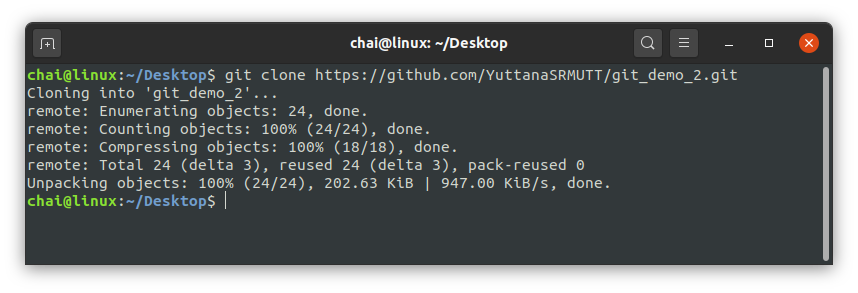 chai@linux: ~/Desktop
chai@linux:~/Desktop$ git clone https://github.com/YuttanaSRMUTT/git_demo_2.git
Cloning into 'git_demo_2'...
remote: Enumerating objects: 24, done.
remote: Counting objects: 100% (24/24), done.
remote: Compressing objects: 100% (18/18), done.
remote: Total 24 (delta 3), reused 24 (delta 3), pack-reused 0
Unpacking objects: 100% (24/24), 202.63 KiB | 947.00 KiB/s, done.
chai@linux:~/Desktop$